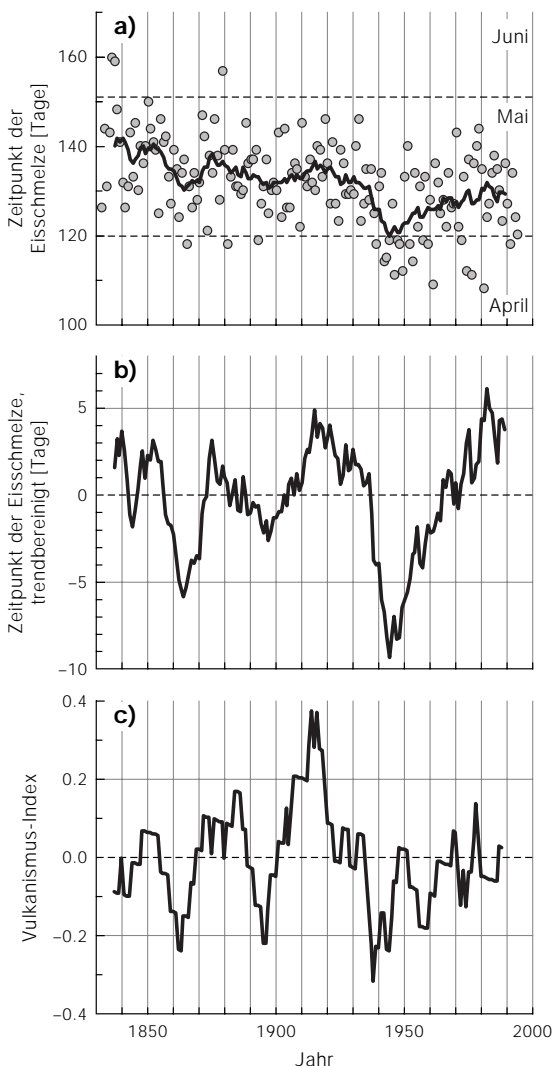 a)
Juni
Mai
April
160
140
120
100
Zeitpunkt der
Eisschmelze [Tage]
b)
5
0
−5
−10
Zeitpunkt der Eisschmelze,
trendbereinigt [Tage]
c)
0.4
0.2
0.0
−0.2
−0.4
Vulkanismus-Index
1850
1900
1950
2000
Jahr